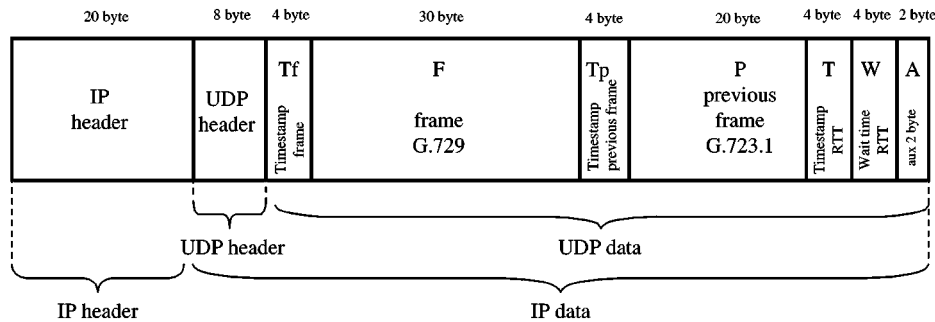 20 byte 8 byte 4 byte 30 byte 4 byte 20 byte 4 byte 4 byte 2 byte
IP
header
UDP
header
Tf
Timestamp
frame
F
frame
G.729
Tp
Timestamp
previous frame
P
previous
frame
G.723.1
T
Timestamp
RTT
W
Wait time
RTT
A
aux 2 byte
UDP header
UDP data
IP header
IP data